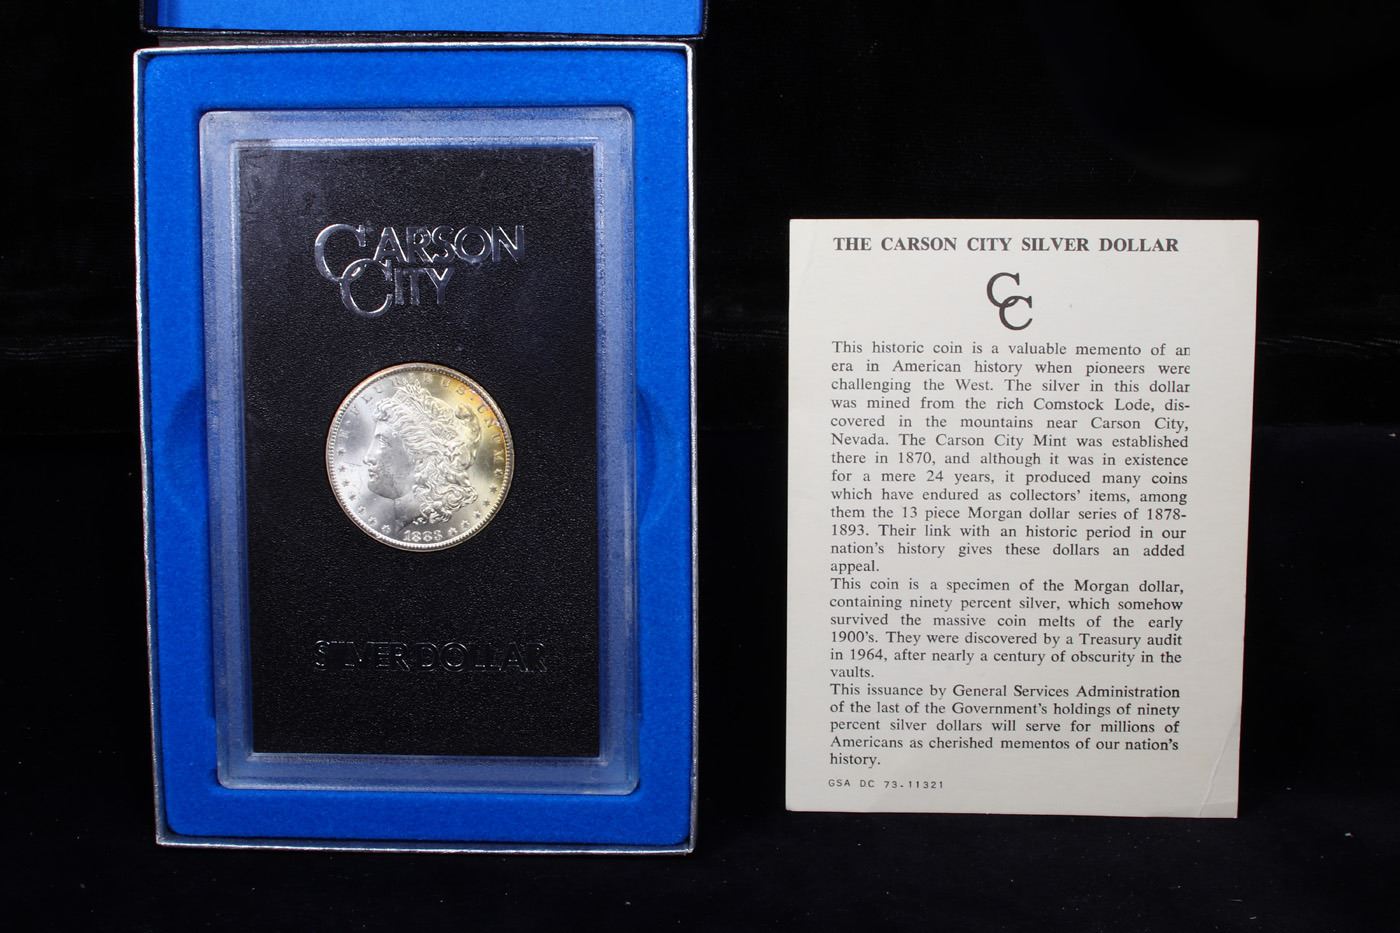 CARSON
CITY
E·PLURIBUS·UNUM
1883
SILVER DOLLAR
THE CARSON CITY SILVER DOLLAR
CC
This historic coin is a valuable memento of an
era in American history when pioneers were
challenging the West. The silver in this dollar
was mined from the rich Comstock Lode, dis-
covered in the mountains near Carson City,
Nevada. The Carson City Mint was established
there in 1870, and although it was in existence
for a mere 24 years, it produced many coins
which have endured as collectors' items, among
them the 13 piece Morgan dollar series of 1878-
1893. Their link with an historic period in our
nation's history gives these dollars an added
appeal.
This coin is a specimen of the Morgan dollar,
containing ninety percent silver, which somehow
survived the massive coin melts of the early
1900's. They were discovered by a Treasury audit
in 1964, after nearly a century of obscurity in the
vaults.
This issuance by General Services Administration
of the last of the Government's holdings of ninety
percent silver dollars will serve for millions of
Americans as cherished mementos of our nation's
history.
GSA DC 73-11321